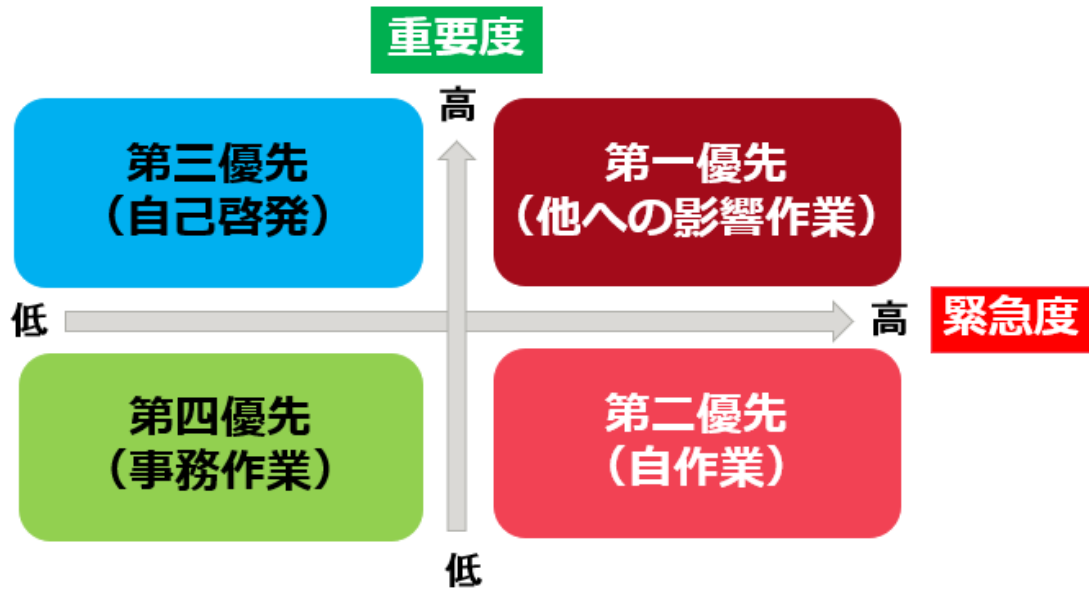 重要度
高
第三優先
（自己啓発）
第一優先
（他への影響作業）
低
高
緊急度
第四優先
（事務作業）
第二優先
（自作業）
低